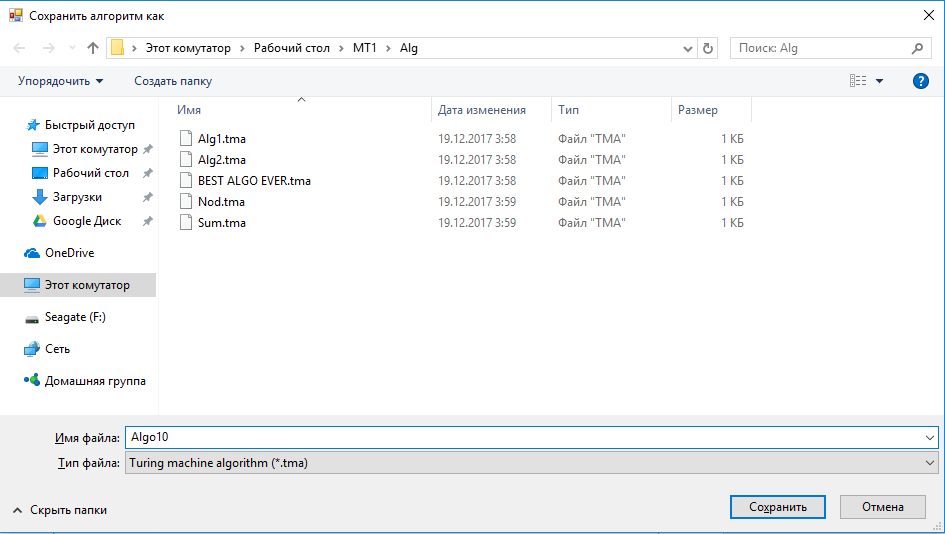 Сохранить алгоритм как
Этот комутатор › Рабочий стол › MT1 › Alg
Поиск: Alg
Упорядочить
Создать папку
Быстрый доступ
Этот комутатор
Рабочий стол
Загрузки
Google Диск
OneDrive
Этот комутатор
Seagate (F:)
Сеть
Домашняя группа
Имя Дата изменения Тип Размер
Alg1.tma 19.12.2017 3:58 Файл "TMA" 1 КБ
Alg2.tma 19.12.2017 3:58 Файл "TMA" 1 КБ
BEST ALGO EVER.tma 19.12.2017 3:58 Файл "TMA" 1 КБ
Nod.tma 19.12.2017 3:59 Файл "TMA" 1 КБ
Sum.tma 19.12.2017 3:59 Файл "TMA" 1 КБ
Имя файла: Algo10
Тип файла: Turing machine algorithm (*.tma)
Скрыть папки
Сохранить
Отмена